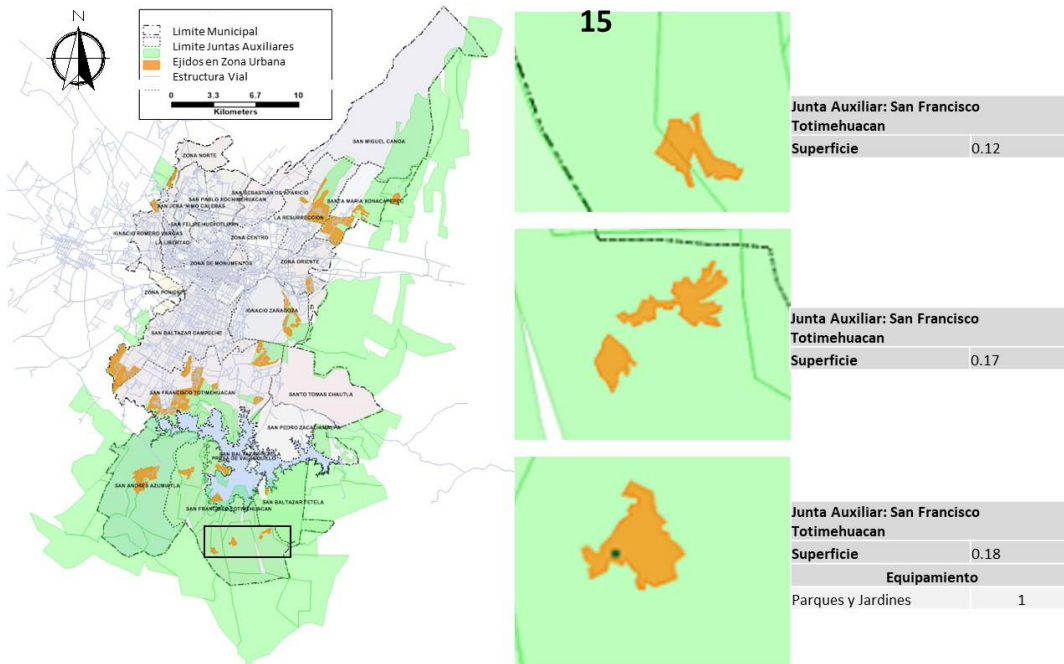 15
Limite Municipal
Limite Juntas Auxiliares
Ejidos en Zona Urbana
Estructura Vial
0 3.3 6.7 10
Kilometers
SAN MIGUEL CANOA
ZONA NORTE
SAN SEBASTIAN DE APARICIO
SAN PABLO XOCHIMEHUACAN
SANTA MARIA XONACATEPEC
LA RESURRECCION
SAN FELIPE HUEYOTLIPAN
IGNACIO ROMERO VARGAS
LA LIBERTAD
ZONA CENTRO
ZONA DE MONUMENTOS
ZONA ORIENTE
ZONA PONIENTE
IGNACIO ZARAGOZA
SAN BALTAZAR CAMPECHE
SAN FRANCISCO TOTIMEHUACAN
SANTO TOMAS CHAUTLA
SAN PEDRO ZACACHIMALPA
SAN ANDRES AZUMIATLA
SAN BALTAZAR TETELA
SAN FRANCISCO TOTIMEHUACAN
Junta Auxiliar: San Francisco
Totimehuacan
Superficie 0.12
Junta Auxiliar: San Francisco
Totimehuacan
Superficie 0.17
Junta Auxiliar: San Francisco
Totimehuacan
Superficie 0.18
Equipamiento
Parques y Jardines 1